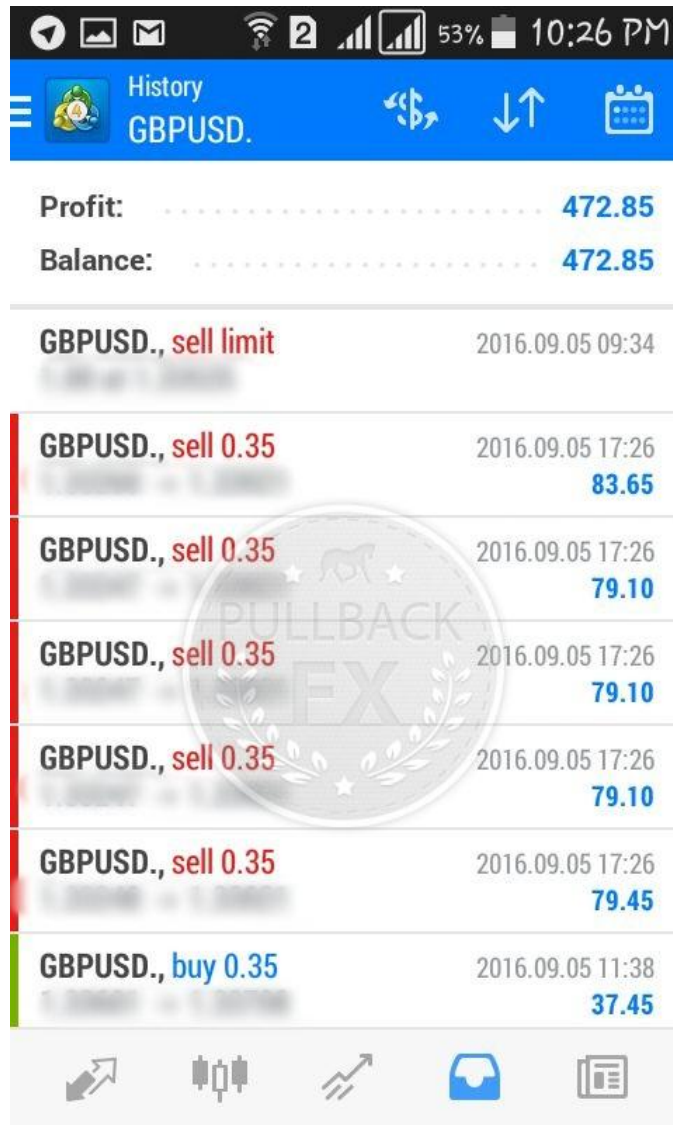 2 53% 10:26 PM
History
GBPUSD.
Profit: 472.85
Balance: 472.85
GBPUSD., sell limit 2016.09.05 09:34
GBPUSD., sell 0.35 2016.09.05 17:26
83.65
GBPUSD., sell 0.35 2016.09.05 17:26
79.10
PULLBACK
GBPUSD., sell 0.35 2016.09.05 17:26
FX
79.10
GBPUSD., sell 0.35 2016.09.05 17:26
79.10
GBPUSD., sell 0.35 2016.09.05 17:26
79.45
GBPUSD., buy 0.35 2016.09.05 11:38
37.45